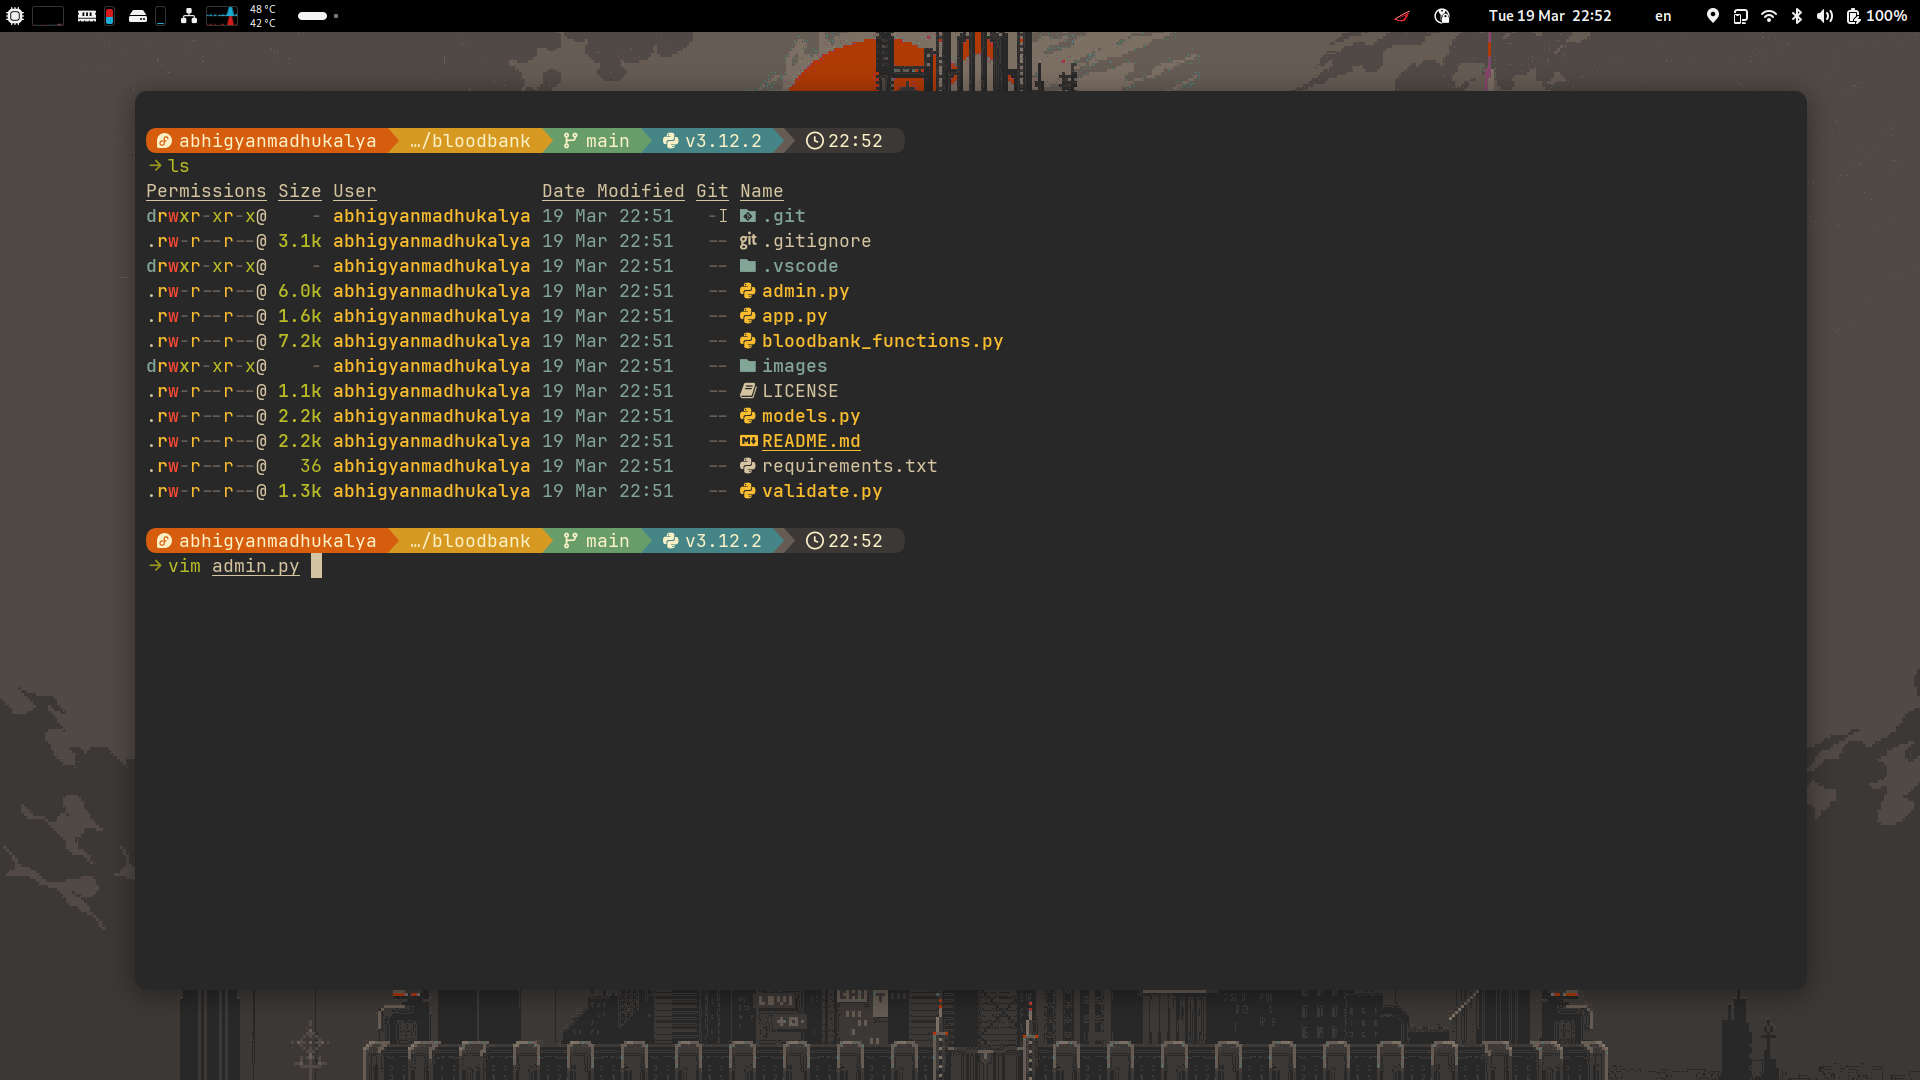 48°C
42°C
Tue 19 Mar 22:52
en
100%
abhigyanmadhukalya …/bloodbank main v3.12.2 22:52
→ ls
Permissions Size User Date Modified Git Name
drwxr-xr-x@ - abhigyanmadhukalya 19 Mar 22:51 - .git
.rw-r--r--@ 3.1k abhigyanmadhukalya 19 Mar 22:51 -- git .gitignore
drwxr-xr-x@ - abhigyanmadhukalya 19 Mar 22:51 -- .vscode
.rw-r--r--@ 6.0k abhigyanmadhukalya 19 Mar 22:51 -- admin.py
.rw-r--r--@ 1.6k abhigyanmadhukalya 19 Mar 22:51 -- app.py
.rw-r--r--@ 7.2k abhigyanmadhukalya 19 Mar 22:51 -- bloodbank_functions.py
drwxr-xr-x@ - abhigyanmadhukalya 19 Mar 22:51 -- images
.rw-r--r--@ 1.1k abhigyanmadhukalya 19 Mar 22:51 -- LICENSE
.rw-r--r--@ 2.2k abhigyanmadhukalya 19 Mar 22:51 -- models.py
.rw-r--r--@ 2.2k abhigyanmadhukalya 19 Mar 22:51 -- README.md
.rw-r--r--@ 36 abhigyanmadhukalya 19 Mar 22:51 -- requirements.txt
.rw-r--r--@ 1.3k abhigyanmadhukalya 19 Mar 22:51 -- validate.py
abhigyanmadhukalya …/bloodbank main v3.12.2 22:52
→ vim admin.py